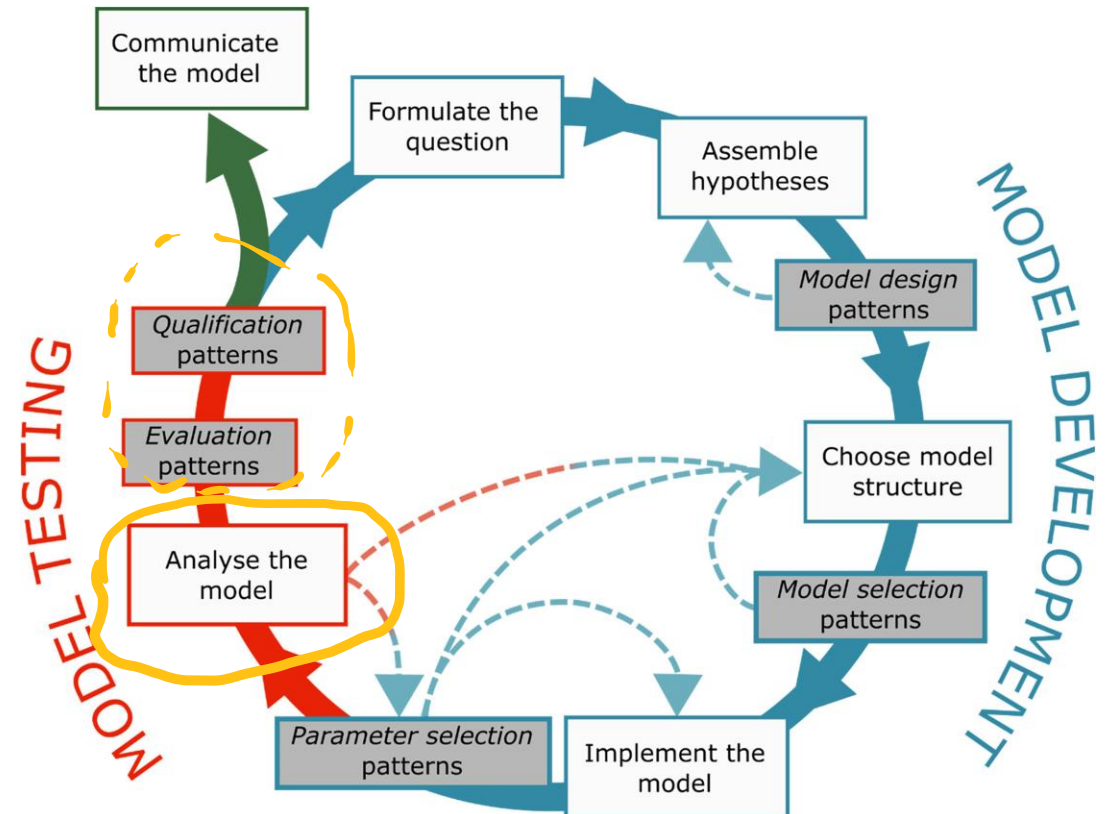 Communicate
the model
Formulate the
question
Assemble
hypotheses
Model design
patterns
Choose model
structure
Model selection
patterns
Implement the
model
Parameter selection
patterns
Analyse the
model
Evaluation
patterns
Qualification
patterns
MODEL TESTING
MODEL DEVELOPMENT